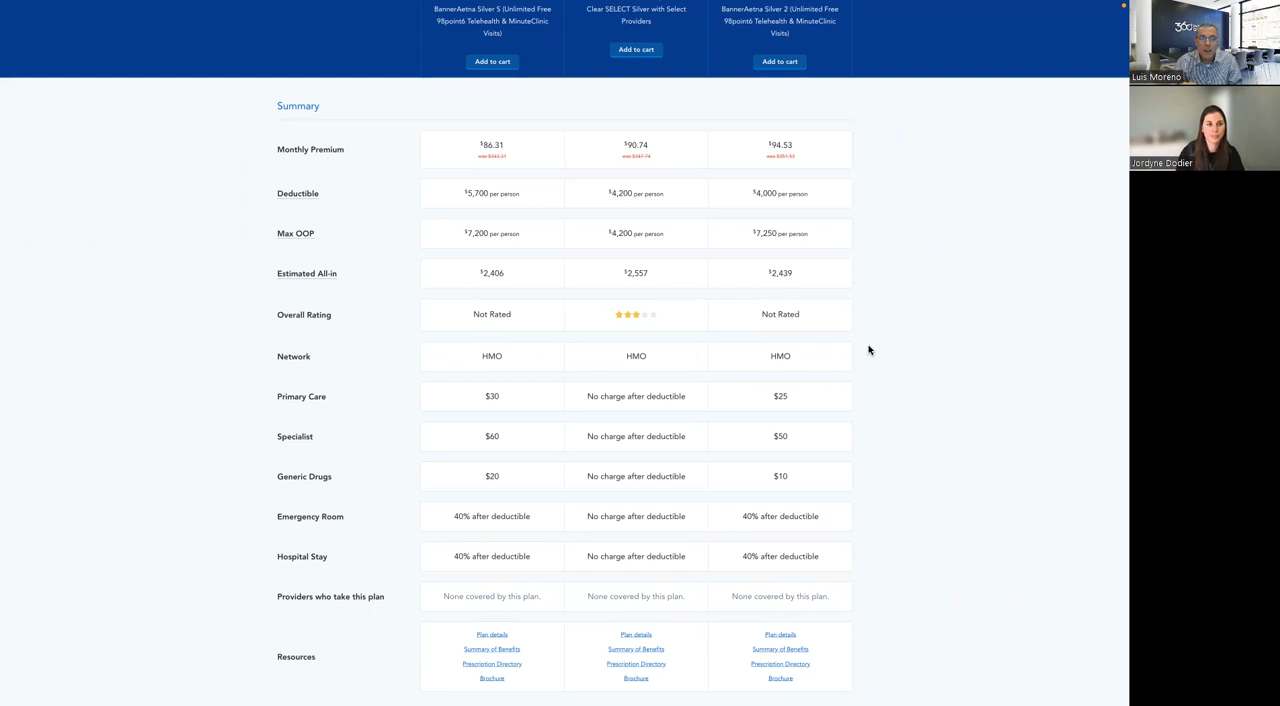 BannerAetna Silver S (Unlimited Free
98point6 Telehealth & MinuteClinic
Visits)
Add to cart
Clear SELECT Silver with Select
Providers
Add to cart
BannerAetna Silver 2 (Unlimited Free
98point6 Telehealth & MinuteClinic
Visits)
Add to cart
Luis Moreno
Jordyne Dodier
Summary
Monthly Premium
$86.31
was $343.31
$90.74
was $347.74
$94.53
was $351.53
Deductible
$5,700 per person
$4,200 per person
$4,000 per person
Max OOP
$7,200 per person
$4,200 per person
$7,250 per person
Estimated All-in
$2,406
$2,557
$2,439
Overall Rating
Not Rated
Not Rated
Network
HMO
HMO
HMO
Primary Care
$30
No charge after deductible
$25
Specialist
$60
No charge after deductible
$50
Generic Drugs
$20
No charge after deductible
$10
Emergency Room
40% after deductible
No charge after deductible
40% after deductible
Hospital Stay
40% after deductible
No charge after deductible
40% after deductible
Providers who take this plan
None covered by this plan.
None covered by this plan.
None covered by this plan.
Resources
Plan details
Summary of Benefits
Prescription Directory
Brochure
Plan details
Summary of Benefits
Prescription Directory
Brochure
Plan details
Summary of Benefits
Prescription Directory
Brochure